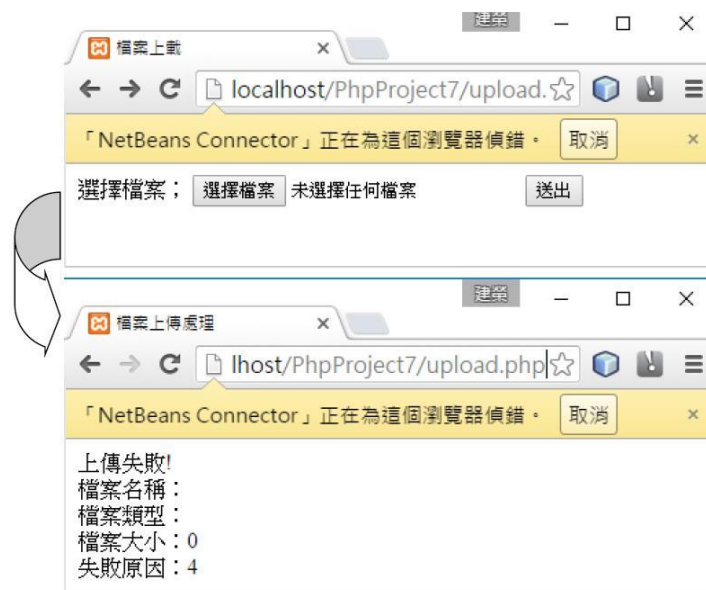 建榮
檔案上載
localhost/PhpProject7/upload.
「NetBeans Connector」正在為這個瀏覽器偵錯。 取消
選擇檔案； 選擇檔案 未選擇任何檔案 送出
建榮
檔案上傳處理
lhost/PhpProject7/upload.php
「NetBeans Connector」正在為這個瀏覽器偵錯。 取消
上傳失敗!
檔案名稱：
檔案類型：
檔案大小：0
失敗原因：4